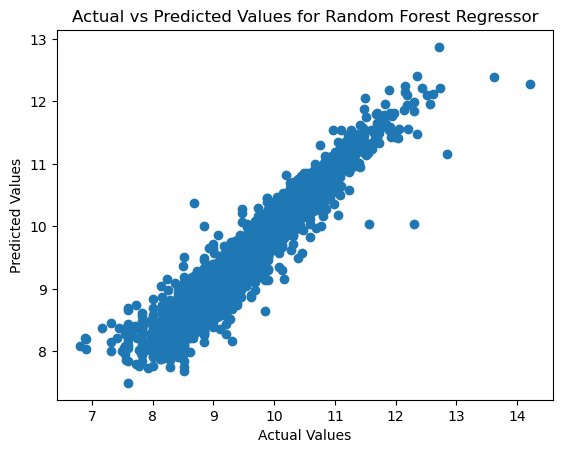 Actual vs Predicted Values for Random Forest Regressor
13
12
11
10
9
8
Predicted Values
7 8 9 10 11 12 13 14
Actual Values